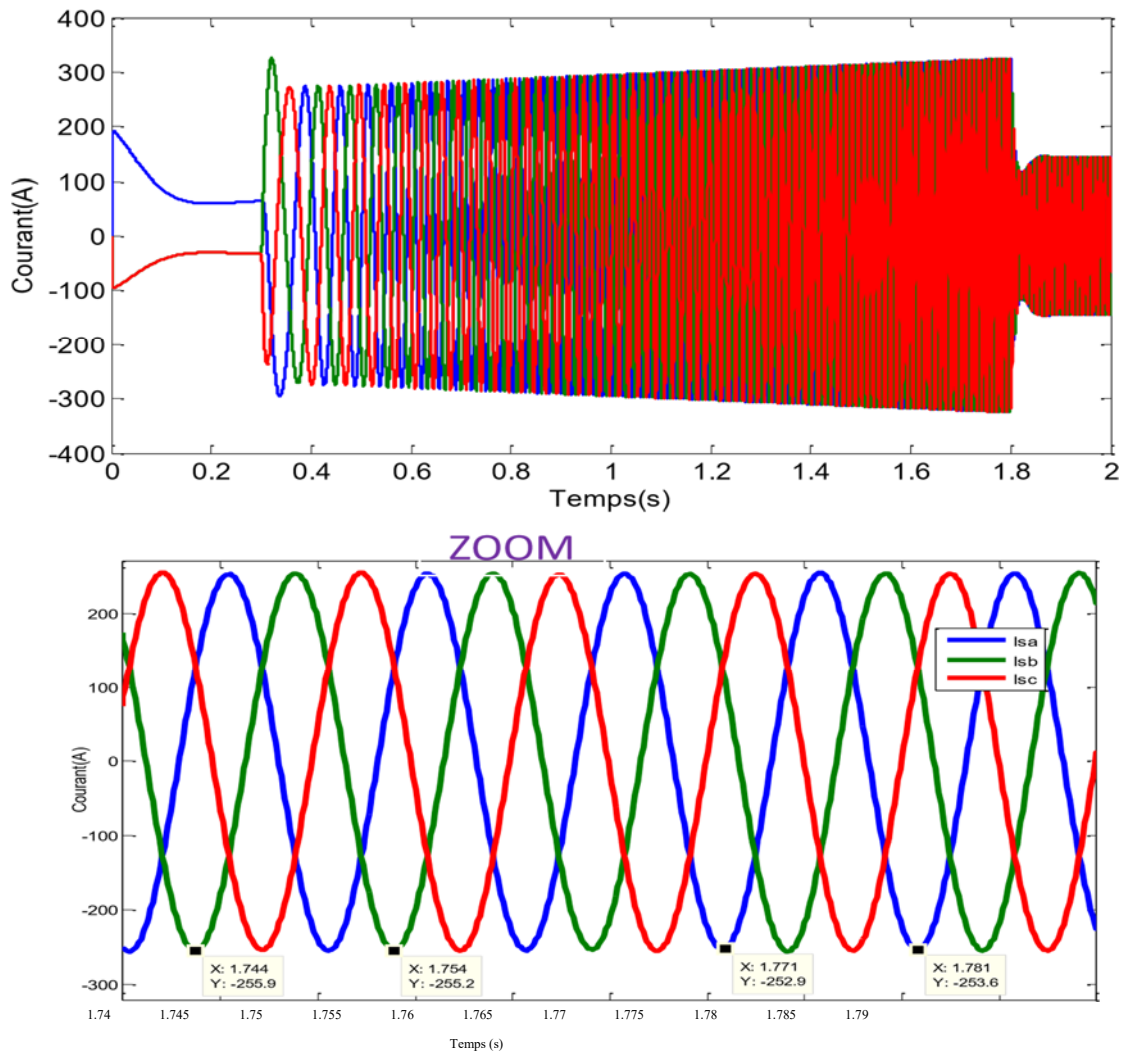 400
300
200
100
0
-100
-200
-300
-400
Courant(A)
0 0.2 0.4 0.6 0.8 1 1.2 1.4 1.6 1.8 2
Temps(s)
ZOOM
200
100
0
-100
-200
-300
Courant(A)
Isa
Isb
Isc
X: 1.744
Y: -255.9
X: 1.754
Y: -255.2
X: 1.771
Y: -252.9
X: 1.781
Y: -253.6
1.74 1.745 1.75 1.755 1.76 1.765 1.77 1.775 1.78 1.785 1.79
Temps (s)